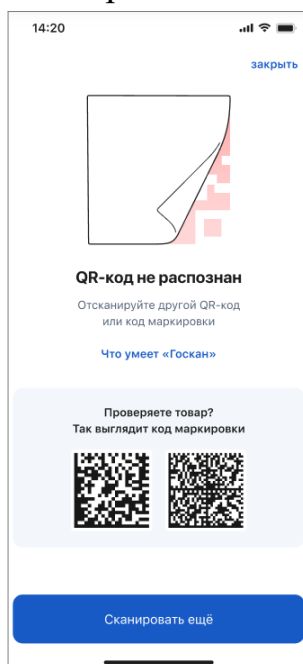 14:20
закрыть
QR-код не распознан
Отсканируйте другой QR-код
или код маркировки
Что умеет «Госкан»
Проверяете товар?
Так выглядит код маркировки
Сканировать ещё